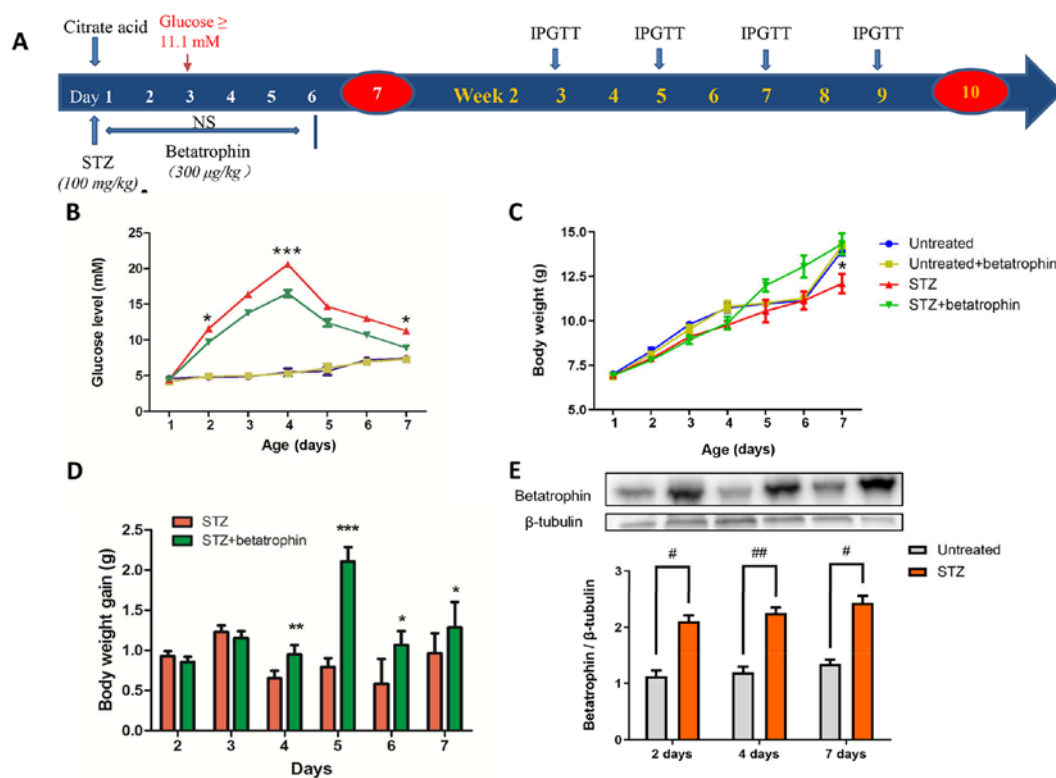 A
Citrate acid
Glucose ≥
11.1 mM
IPGTT IPGTT IPGTT IPGTT
Day 1 2 3 4 5 6 7 Week 2 3 4 5 6 7 8 9 10
NS
STZ
(100 mg/kg)
Betatrophin
(300 μg/kg)
B
Glucose level (mM)
25
20
15
10
5
0
* *** *
1 2 3 4 5 6 7
Age (days)
C
Body weight (g)
15.0
12.5
10.0
7.5
5.0
*
1 2 3 4 5 6 7
Age (days)
Untreated
Untreated+betatrophin
STZ
STZ+betatrophin
D
Body weight gain (g)
2.5
2.0
1.5
1.0
0.5
0.0
STZ
STZ+betatrophin
** *** * *
2 3 4 5 6 7
Days
E
Betatrophin
β-tubulin
Untreated
STZ
Betatrophin / β-tubulin
3
2
1
0
# ## #
2 days 4 days 7 days